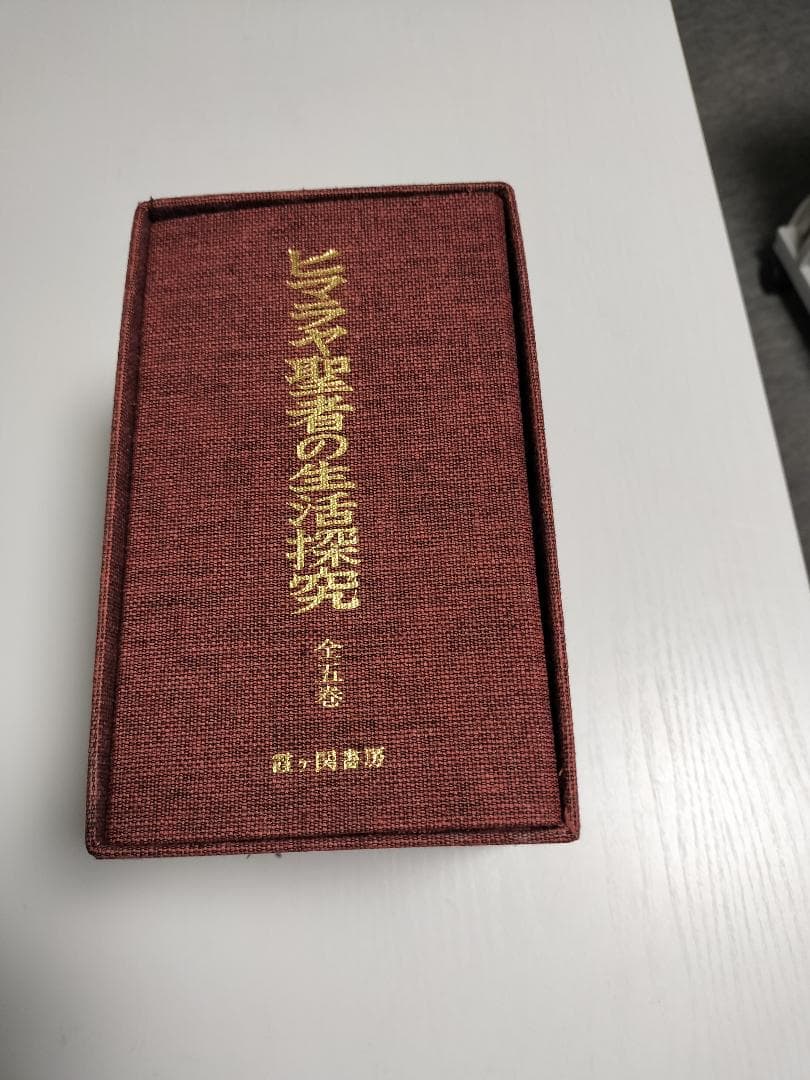 ヒマラヤ聖者の生活探究
全五巻
霞ヶ関書房